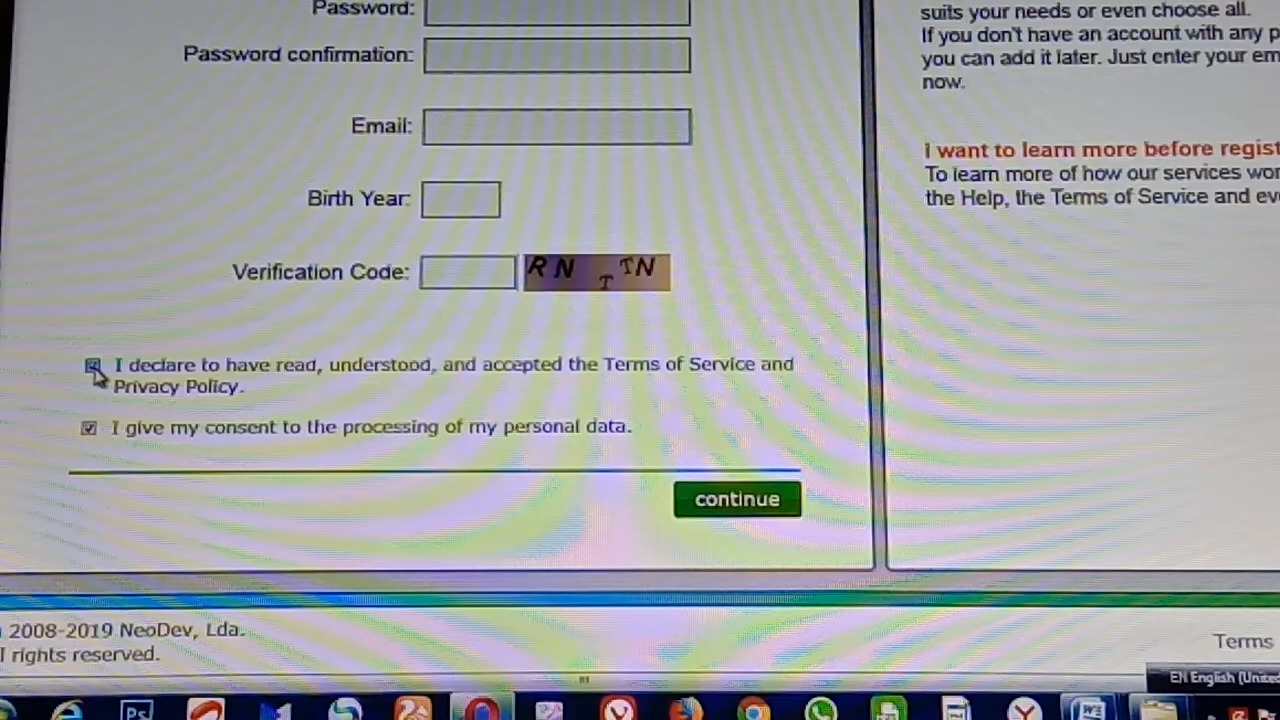 Password:
Password confirmation:
Email:
Birth Year:
Verification Code:
RN TTN
I declare to have read, understood, and accepted the Terms of Service and
Privacy Policy.
I give my consent to the processing of my personal data.
continue
suits your needs or even choose all.
If you don't have an account with any p
you can add it later. Just enter your em
now.
I want to learn more before regist
To learn more of how our services wor
the Help, the Terms of Service and ev
2008-2019 NeoDev, Lda.
l rights reserved.
Terms
EN English (United
Ps